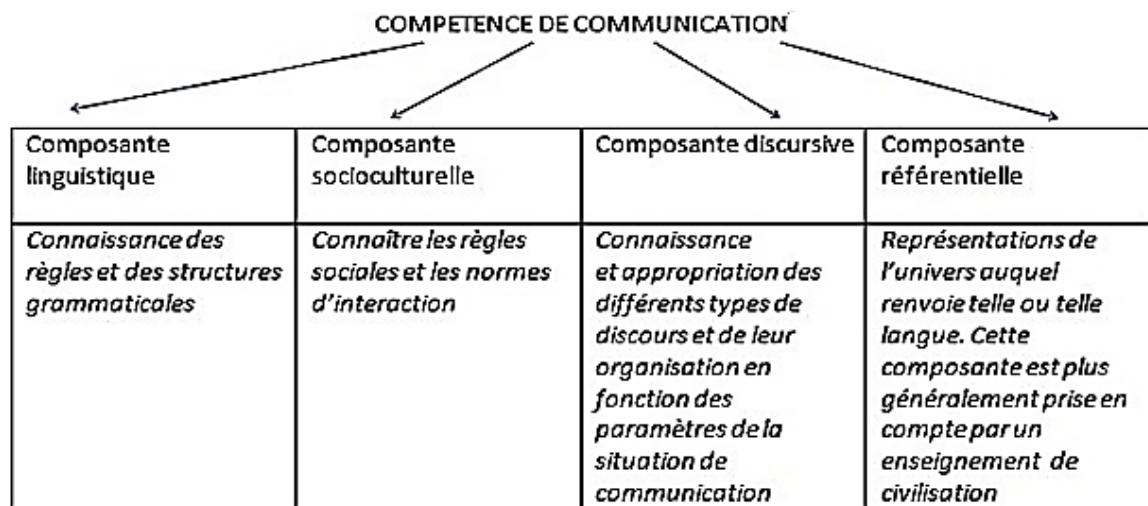 COMPETENCE DE COMMUNICATION
Composante
linguistique
Composante
socioculturelle
Composante discursive
Composante
référentielle
Connaissance des
règles et des structures
grammaticales
Connaître les règles
sociales et les normes
d'interaction
Connaissance
et appropriation des
différents types de
discours et de leur
organisation en
fonction des
paramètres de la
situation de
communication
Représentations de
l'univers auquel
renvoie telle ou telle
langue. Cette
composante est plus
généralement prise en
compte par un
enseignement de
civilisation